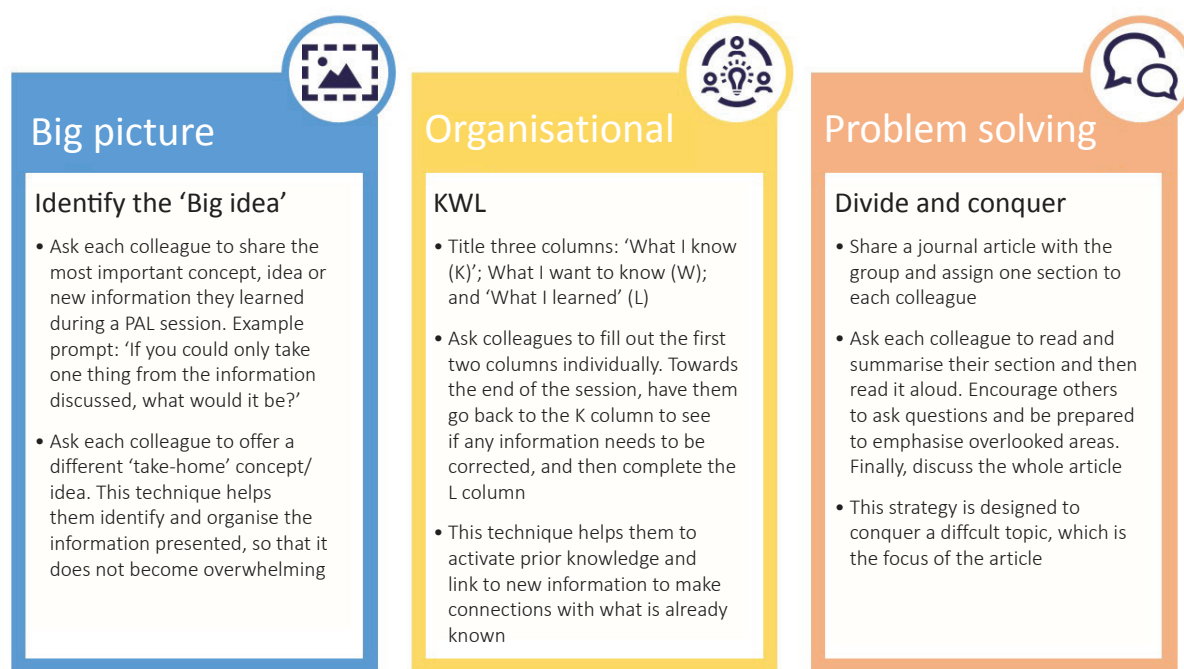 Big picture
Identify the ‘Big idea’
• Ask each colleague to share the
most important concept, idea or
new information they learned
during a PAL session. Example
prompt: ‘If you could only take
one thing from the information
discussed, what would it be?’
• Ask each colleague to offer a
different ‘take-home’ concept/
idea. This technique helps
them identify and organise the
information presented, so that it
does not become overwhelming
Organisational
KWL
• Title three columns: ‘What I know
(K)’; What I want to know (W);
and ‘What I learned’ (L)
• Ask colleagues to fill out the first
two columns individually. Towards
the end of the session, have them
go back to the K column to see
if any information needs to be
corrected, and then complete the
L column
• This technique helps them to
activate prior knowledge and
link to new information to make
connections with what is already
known
Problem solving
Divide and conquer
• Share a journal article with the
group and assign one section to
each colleague
• Ask each colleague to read and
summarise their section and then
read it aloud. Encourage others
to ask questions and be prepared
to emphasise overlooked areas.
Finally, discuss the whole article
• This strategy is designed to
conquer a diffcult topic, which is
the focus of the article